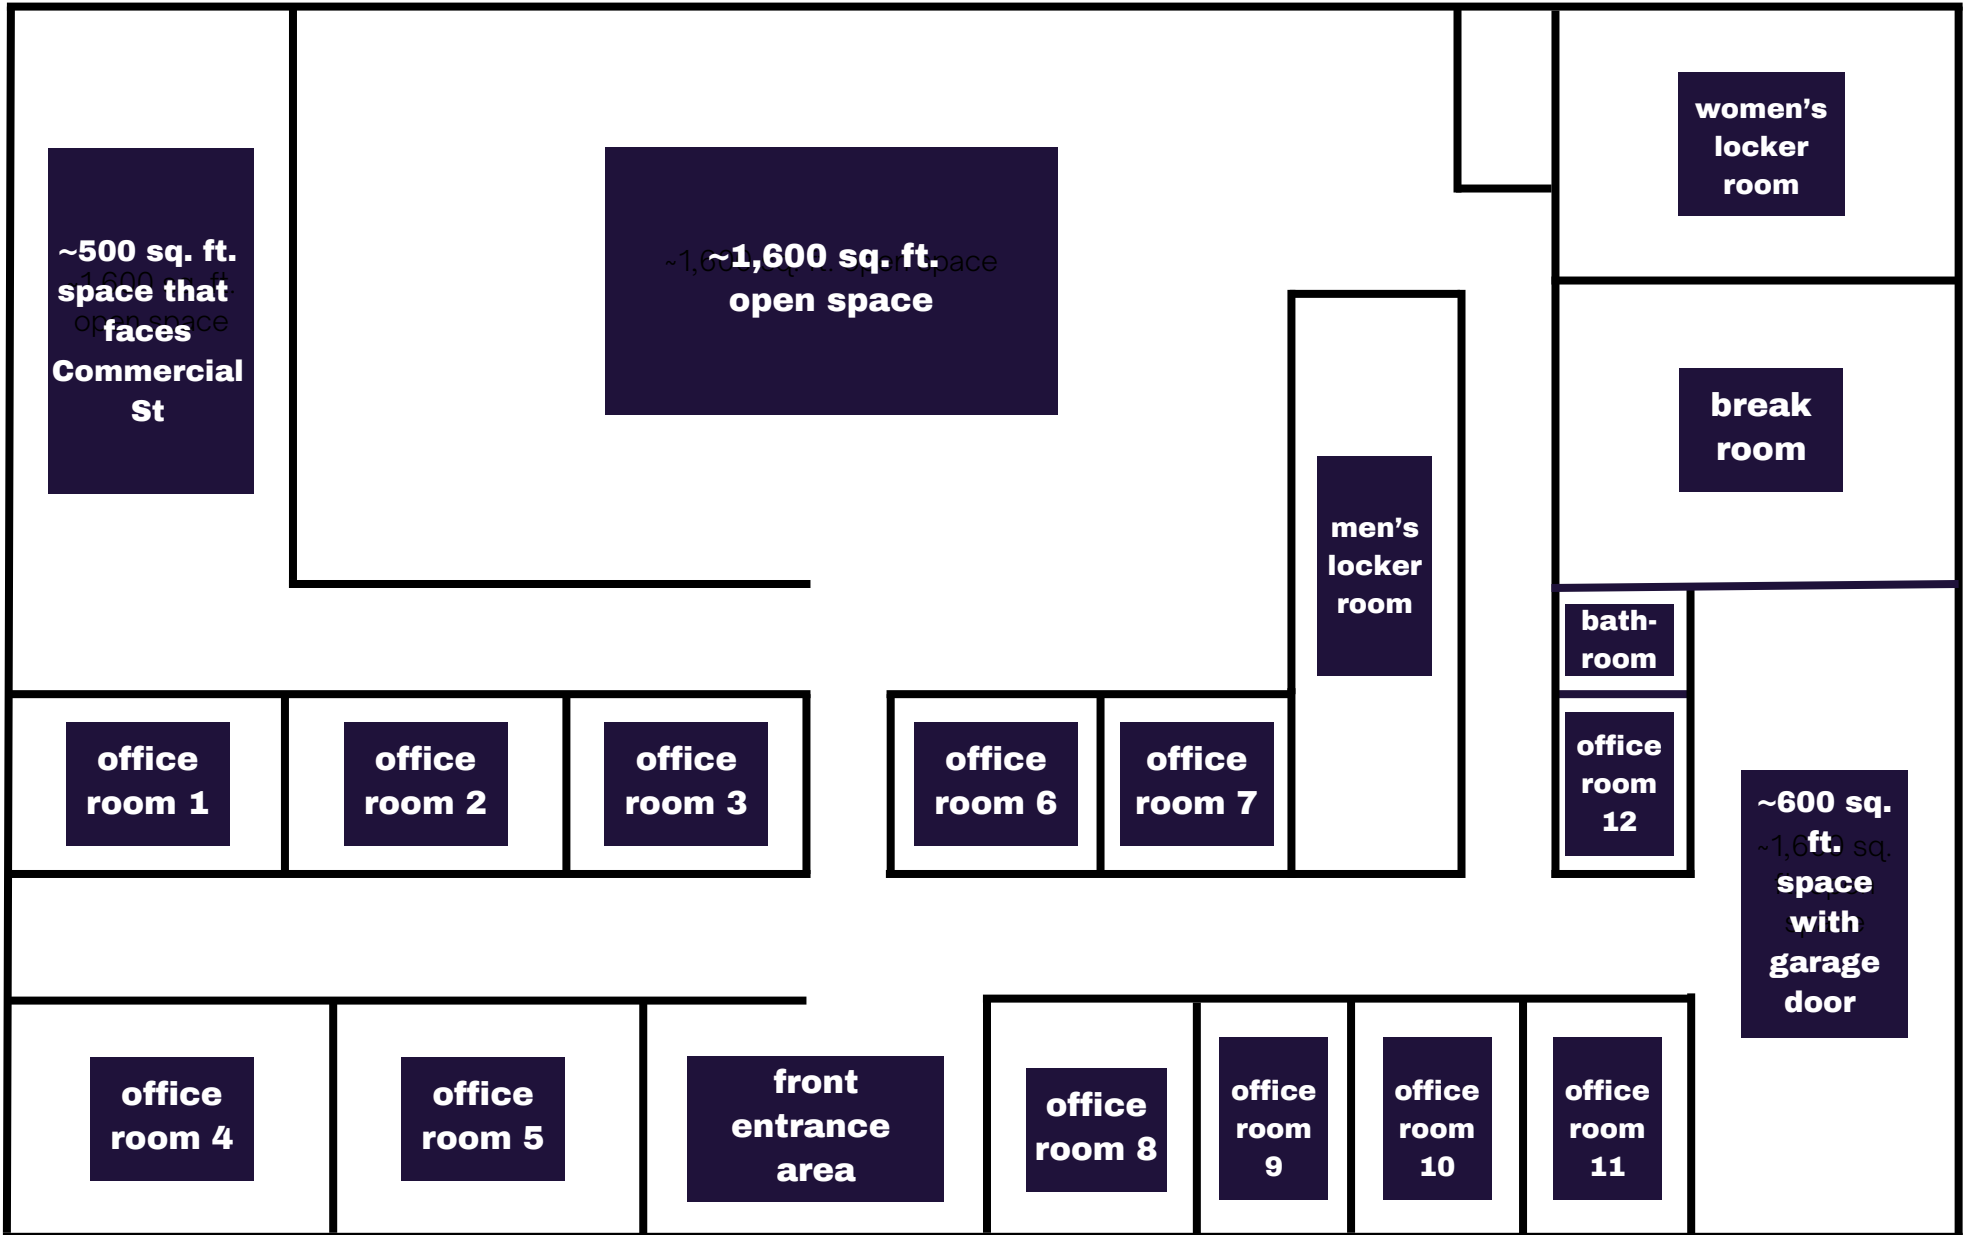 women’s
locker
room
~500 sq. ft.
space that
faces
Commercial
St
~1,600 sq. ft.
open space
break
room
men’s
locker
room
bath-
room
office
room 1
office
room 2
office
room 3
office
room 6
office
room 7
office
room
12
~600 sq.
ft.
space
with
garage
door
office
room 4
office
room 5
front
entrance
area
office
room 8
office
room
9
office
room
10
office
room
11